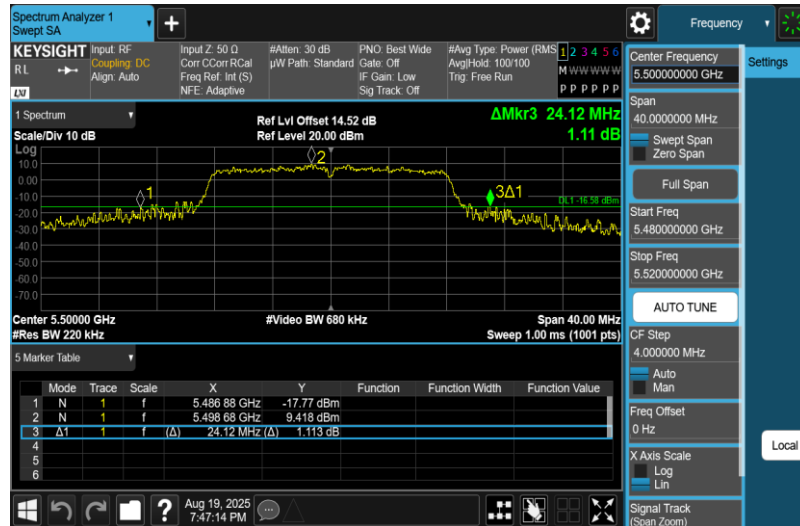 Spectrum Analyzer 1
Swept SA
+
Frequency
KEYSIGHT
RL
LXI
Input: RF
Coupling: DC
Align: Auto
Input Z: 50 Ω
Corr CCorr RCal
Freq Ref: Int (S)
NFE: Adaptive
#Atten: 30 dB
µW Path: Standard
PNO: Best Wide
Gate: Off
IF Gain: Low
Sig Track: Off
#Avg Type: Power (RMS
Avg|Hold: 100/100
Trig: Free Run
1 2 3 4 5 6
M W W W W W
P P P P P P
1 Spectrum
Scale/Div 10 dB
Ref Lvl Offset 14.52 dB
Ref Level 20.00 dBm
ΔMkr3 24.12 MHz
1.11 dB
Log
10.0
0.00
-10.0
-20.0
-30.0
-40.0
-50.0
-60.0
-70.0
1
2
3Δ1
DL1 -16.58 dBm
Center 5.50000 GHz
#Video BW 680 kHz
Span 40.00 MHz
#Res BW 220 kHz
Sweep 1.00 ms (1001 pts)
5 Marker Table
Mode Trace Scale X Y Function Function Width Function Value
1 N 1 f 5.486 88 GHz -17.77 dBm
2 N 1 f 5.498 68 GHz 9.418 dBm
3 Δ1 1 f (Δ) 24.12 MHz (Δ) 1.113 dB
4
5
6
Aug 19, 2025
7:47:14 PM
Center Frequency
5.500000000 GHz
Settings
Span
40.0000000 MHz
Swept Span
Zero Span
Full Span
Start Freq
5.480000000 GHz
Stop Freq
5.520000000 GHz
AUTO TUNE
CF Step
4.000000 MHz
Auto
Man
Freq Offset
0 Hz
Local
X Axis Scale
Log
Lin
Signal Track
(Span Zoom)